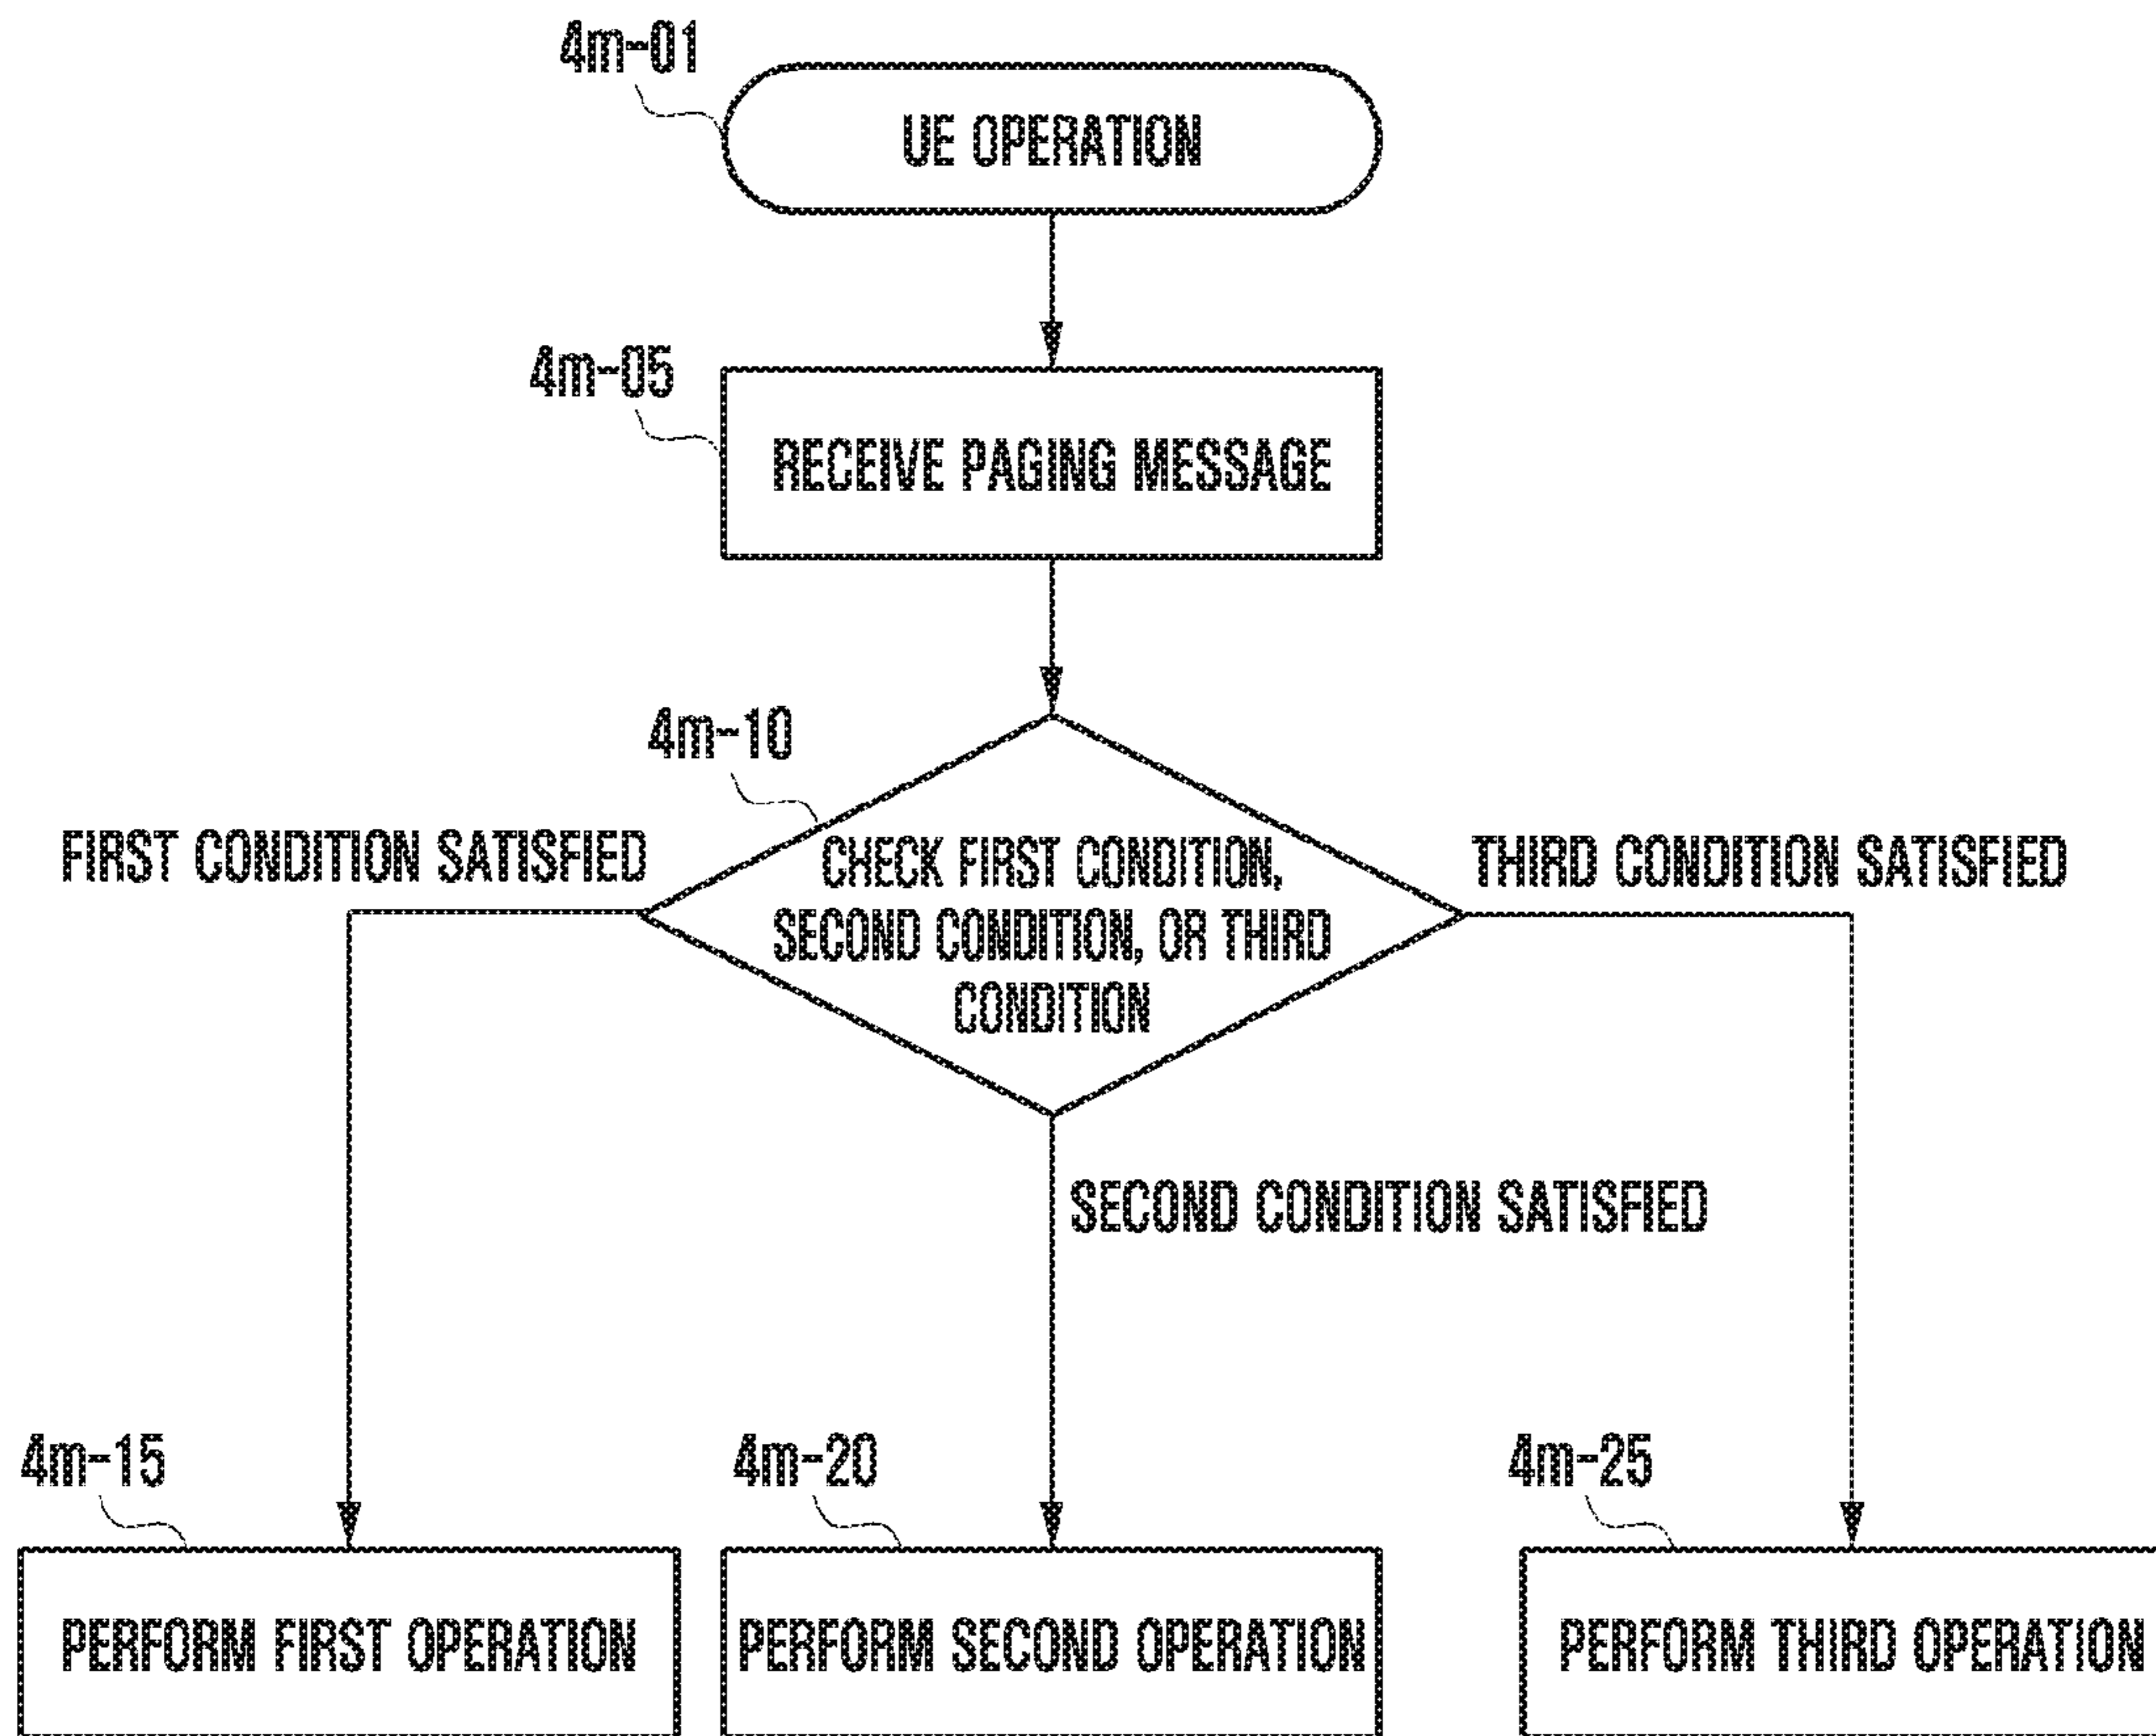 4m-01
UE OPERATION
4m-05
RECEIVE PAGING MESSAGE
4m-10
FIRST CONDITION SATISFIED
CHECK FIRST CONDITION,
SECOND CONDITION, OR THIRD
CONDITION
THIRD CONDITION SATISFIED
SECOND CONDITION SATISFIED
4m-15
4m-20
4m-25
PERFORM FIRST OPERATION
PERFORM SECOND OPERATION
PERFORM THIRD OPERATION